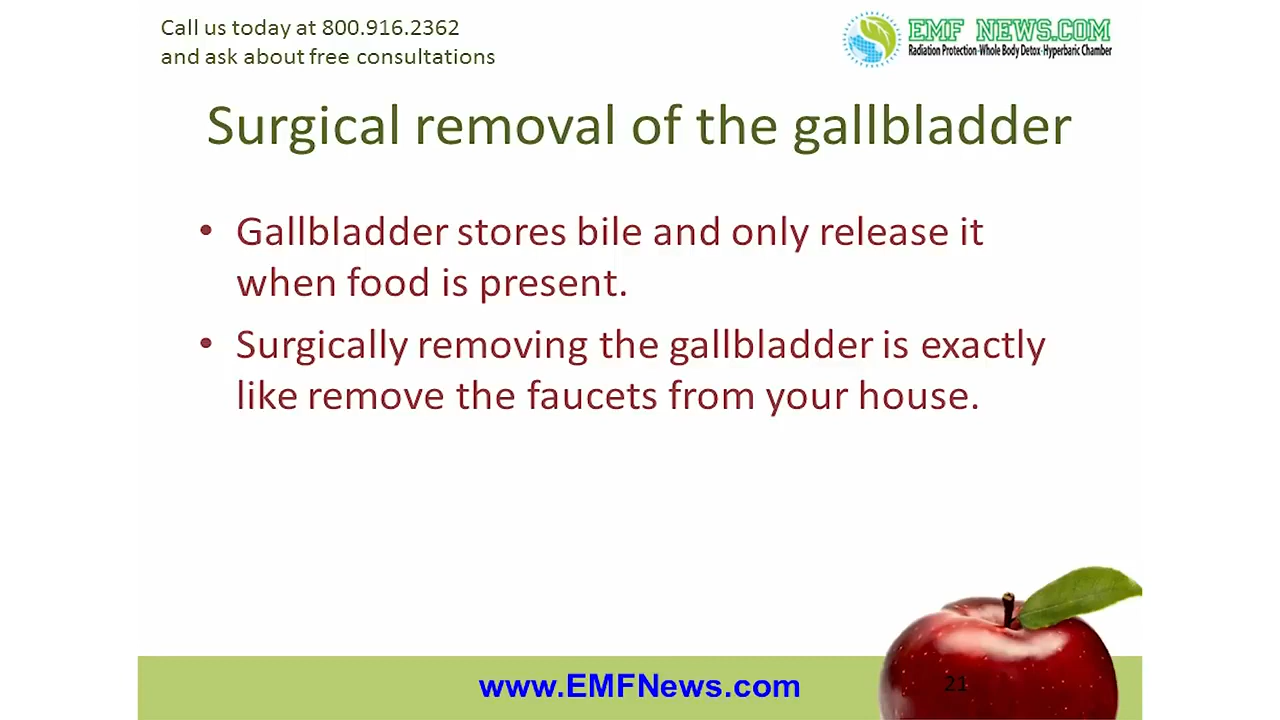 Call us today at 800.916.2362
and ask about free consultations
EMF NEWS.COM
Radiation Protection-Whole Body Detox-Hyperbaric Chamber
Surgical removal of the gallbladder
• Gallbladder stores bile and only release it
when food is present.
• Surgically removing the gallbladder is exactly
like remove the faucets from your house.
www.EMFNews.com
21